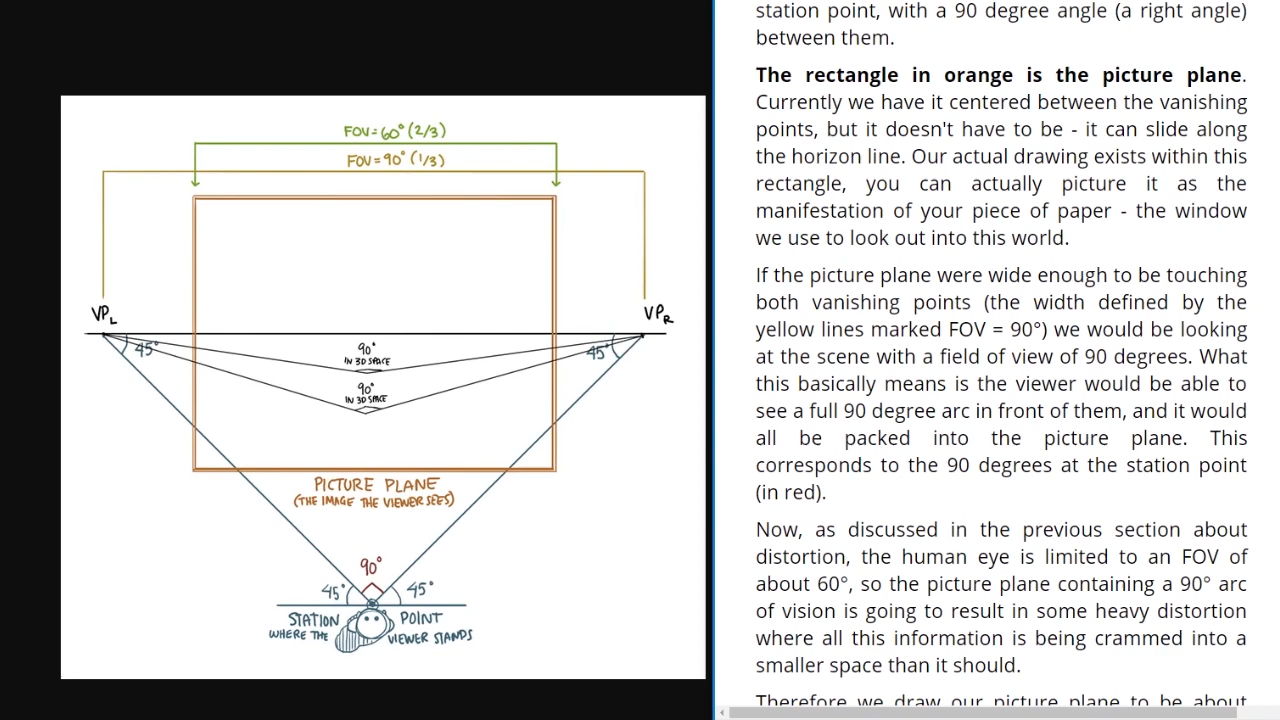 FOV=60° (2/3)
FOV=90° (1/3)
VPL
VPR
45°
45°
90°
IN 3D SPACE
90°
IN 3D SPACE
PICTURE PLANE
(THE IMAGE THE VIEWER SEES)
90°
45°
45°
STATION POINT
WHERE THE VIEWER STANDS
station point, with a 90 degree angle (a right angle)
between them.
The rectangle in orange is the picture plane.
Currently we have it centered between the vanishing
points, but it doesn't have to be - it can slide along
the horizon line. Our actual drawing exists within this
rectangle, you can actually picture it as the
manifestation of your piece of paper - the window
we use to look out into this world.
If the picture plane were wide enough to be touching
both vanishing points (the width defined by the
yellow lines marked FOV = 90°) we would be looking
at the scene with a field of view of 90 degrees. What
this basically means is the viewer would be able to
see a full 90 degree arc in front of them, and it would
all be packed into the picture plane. This
corresponds to the 90 degrees at the station point
(in red).
Now, as discussed in the previous section about
distortion, the human eye is limited to an FOV of
about 60°, so the picture plane containing a 90° arc
of vision is going to result in some heavy distortion
where all this information is being crammed into a
smaller space than it should.
Therefore we draw our picture plane to be about